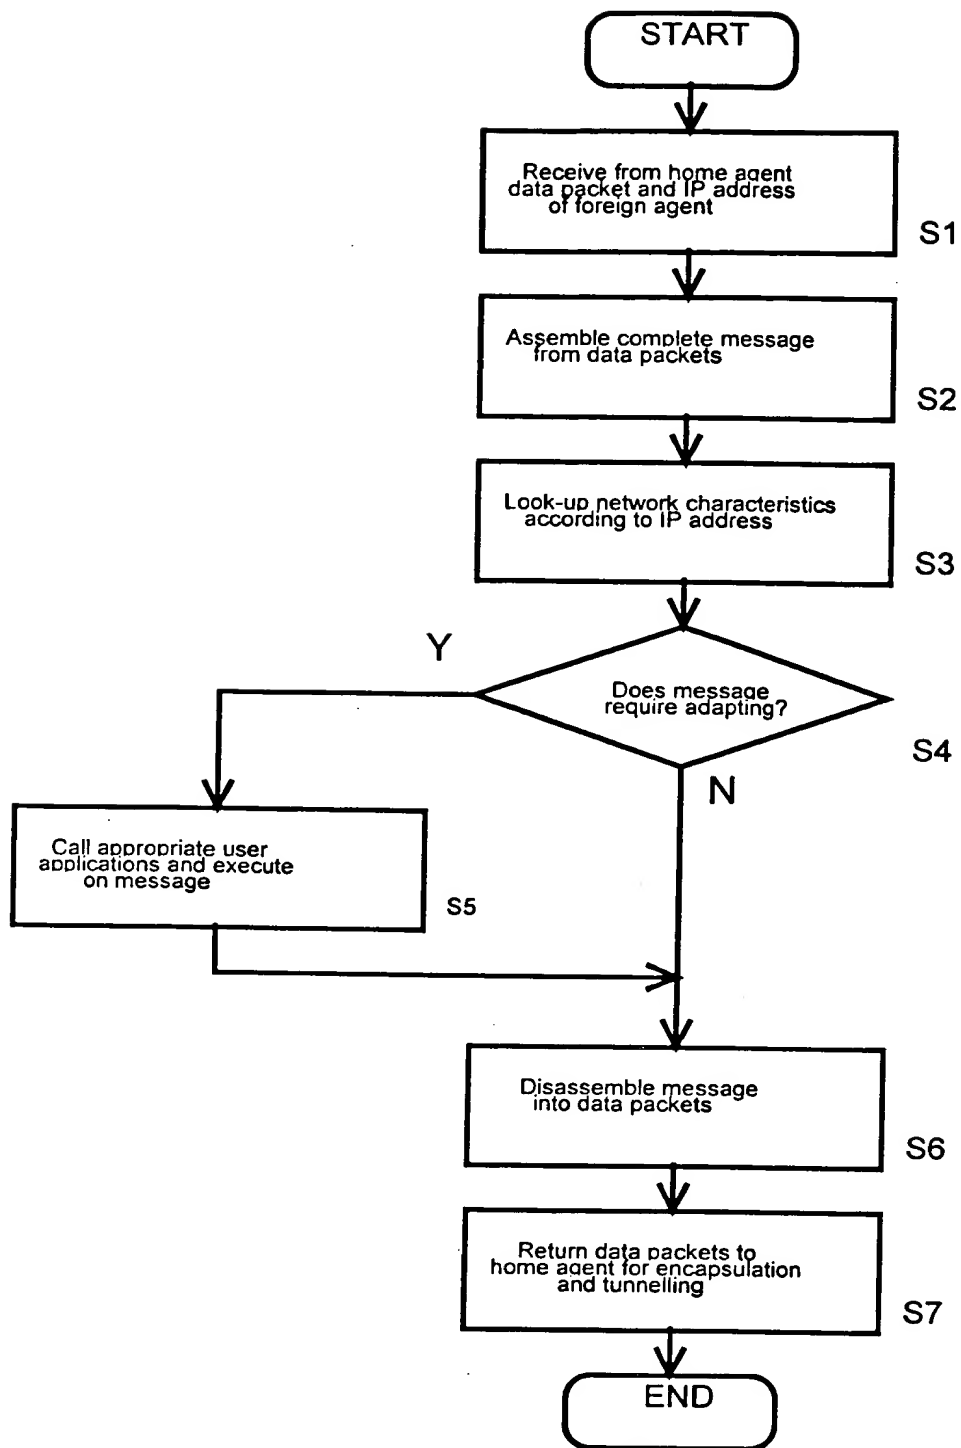 START
Receive from home agent
data packet and IP address
of foreign agent
S1
Assemble complete message
from data packets
S2
Look-up network characteristics
according to IP address
S3
Y
Does message
require adapting?
S4
N
Call appropriate user
applications and execute
on message
S5
Disassemble message
into data packets
S6
Return data packets to
home agent for encapsulation
and tunnelling
S7
END